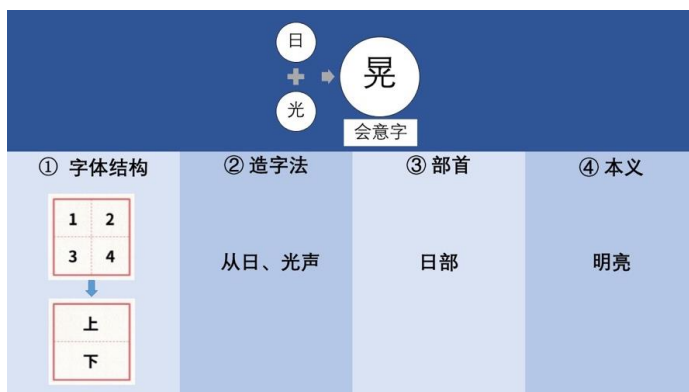 日
光
晃
会意字
① 字体结构
② 造字法
③ 部首
④ 本义
1 2
3 4
上
下
从日、光声
日部
明亮